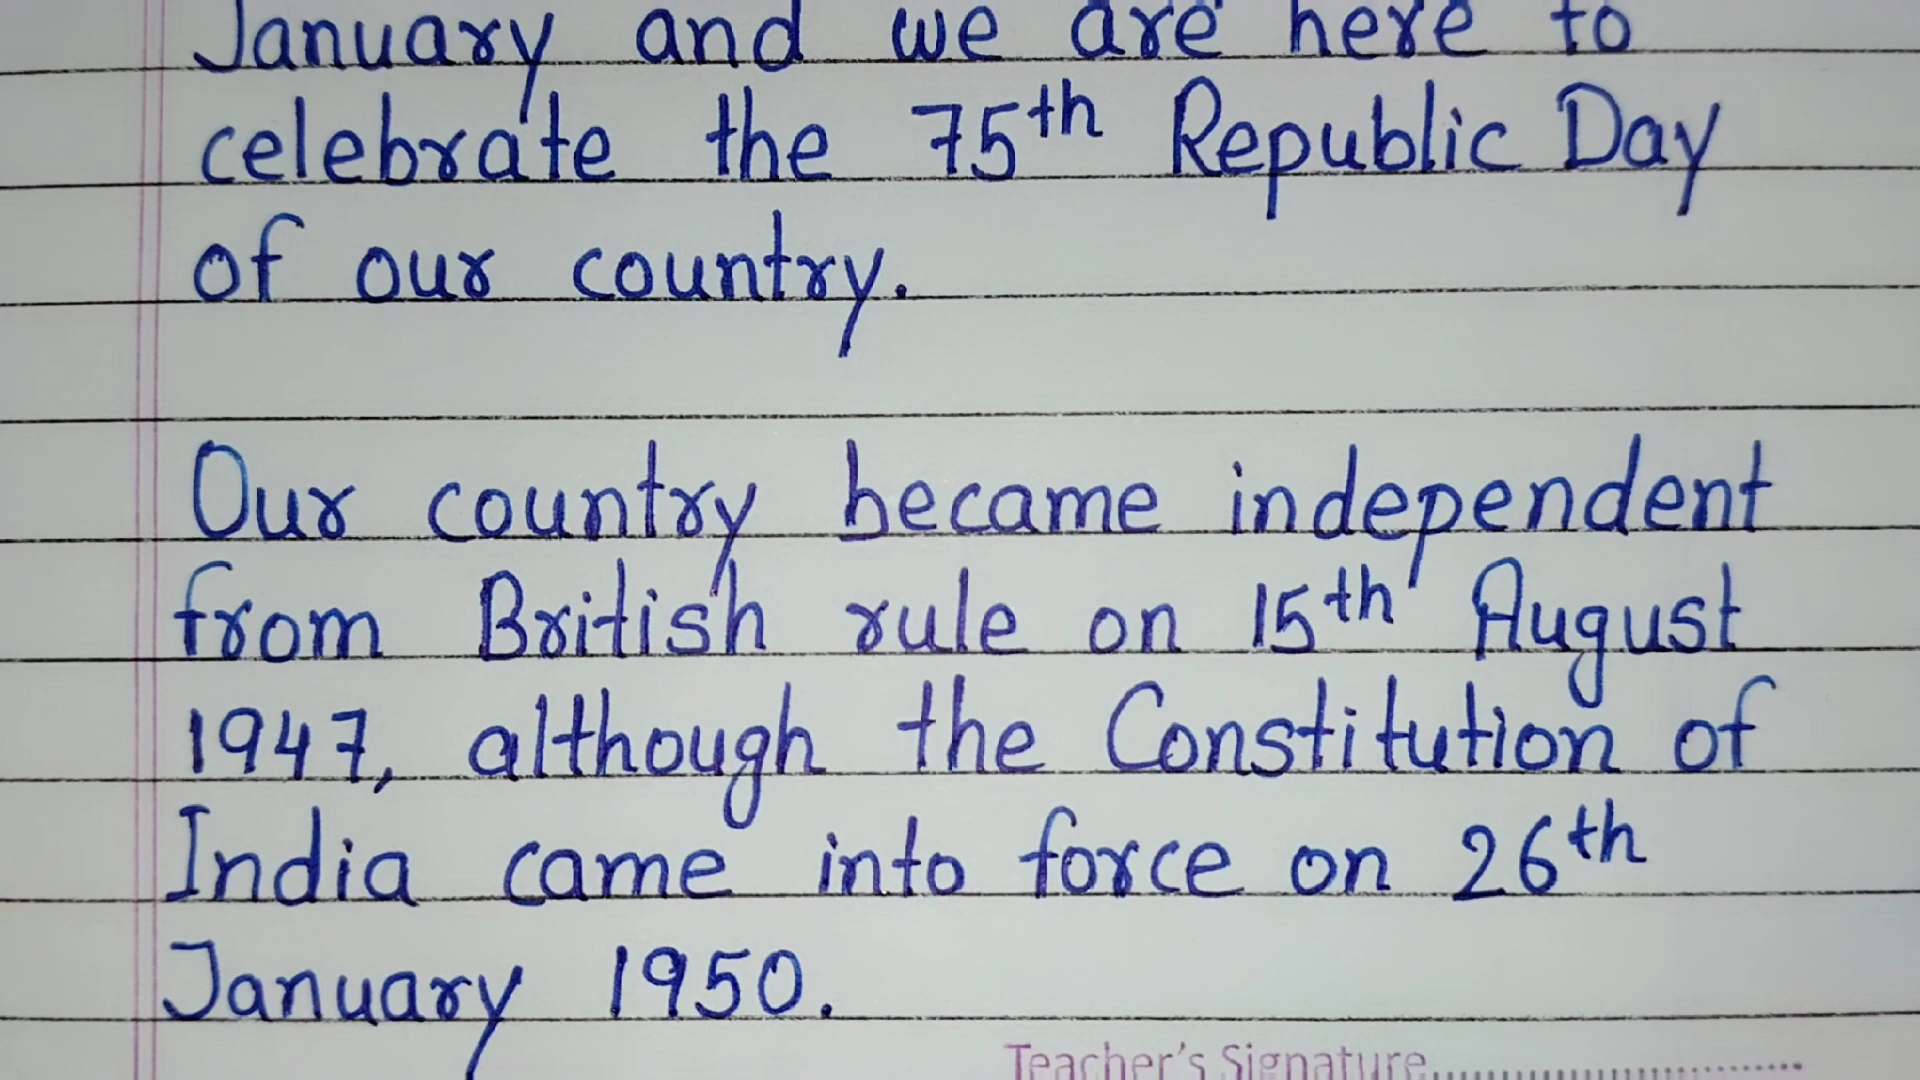 January and we are here to
celebrate the 75th Republic Day
of our country.
Our country became independent
from British rule on 15th August
1947, although the Constitution of
India came into force on 26th
January 1950.
Teacher's Signature....................